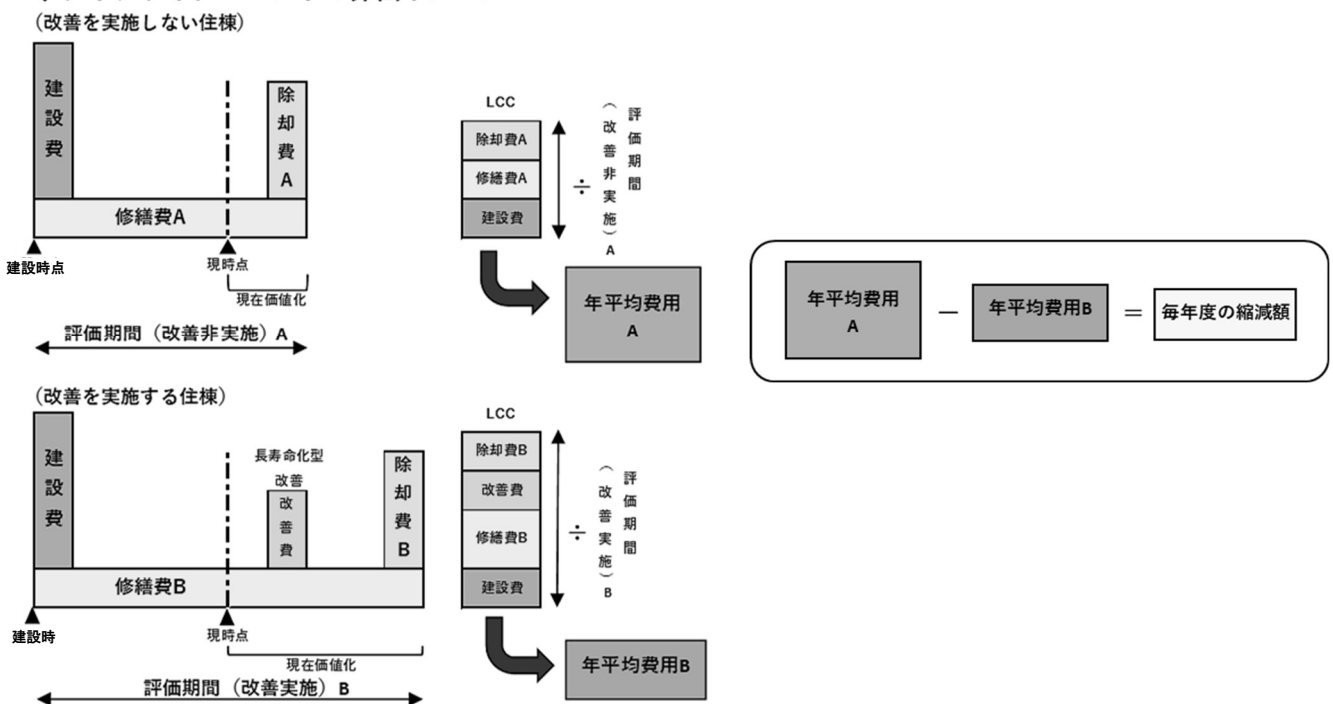 （改善を実施しない住棟）
建設費
除却費A
修繕費A
建設時点
現時点
現在価値化
評価期間（改善非実施）A
LCC
除却費A
修繕費A
建設費
÷
評価期間
（改善非実施）A
年平均費用
A
年平均費用
A
－
年平均費用B
＝
毎年度の縮減額
（改善を実施する住棟）
建設費
長寿命化型
改善
改善費
除却費B
修繕費B
建設時
現時点
現在価値化
評価期間（改善実施）B
LCC
除却費B
改善費
修繕費B
建設費
÷
評価期間
（改善実施）B
年平均費用B